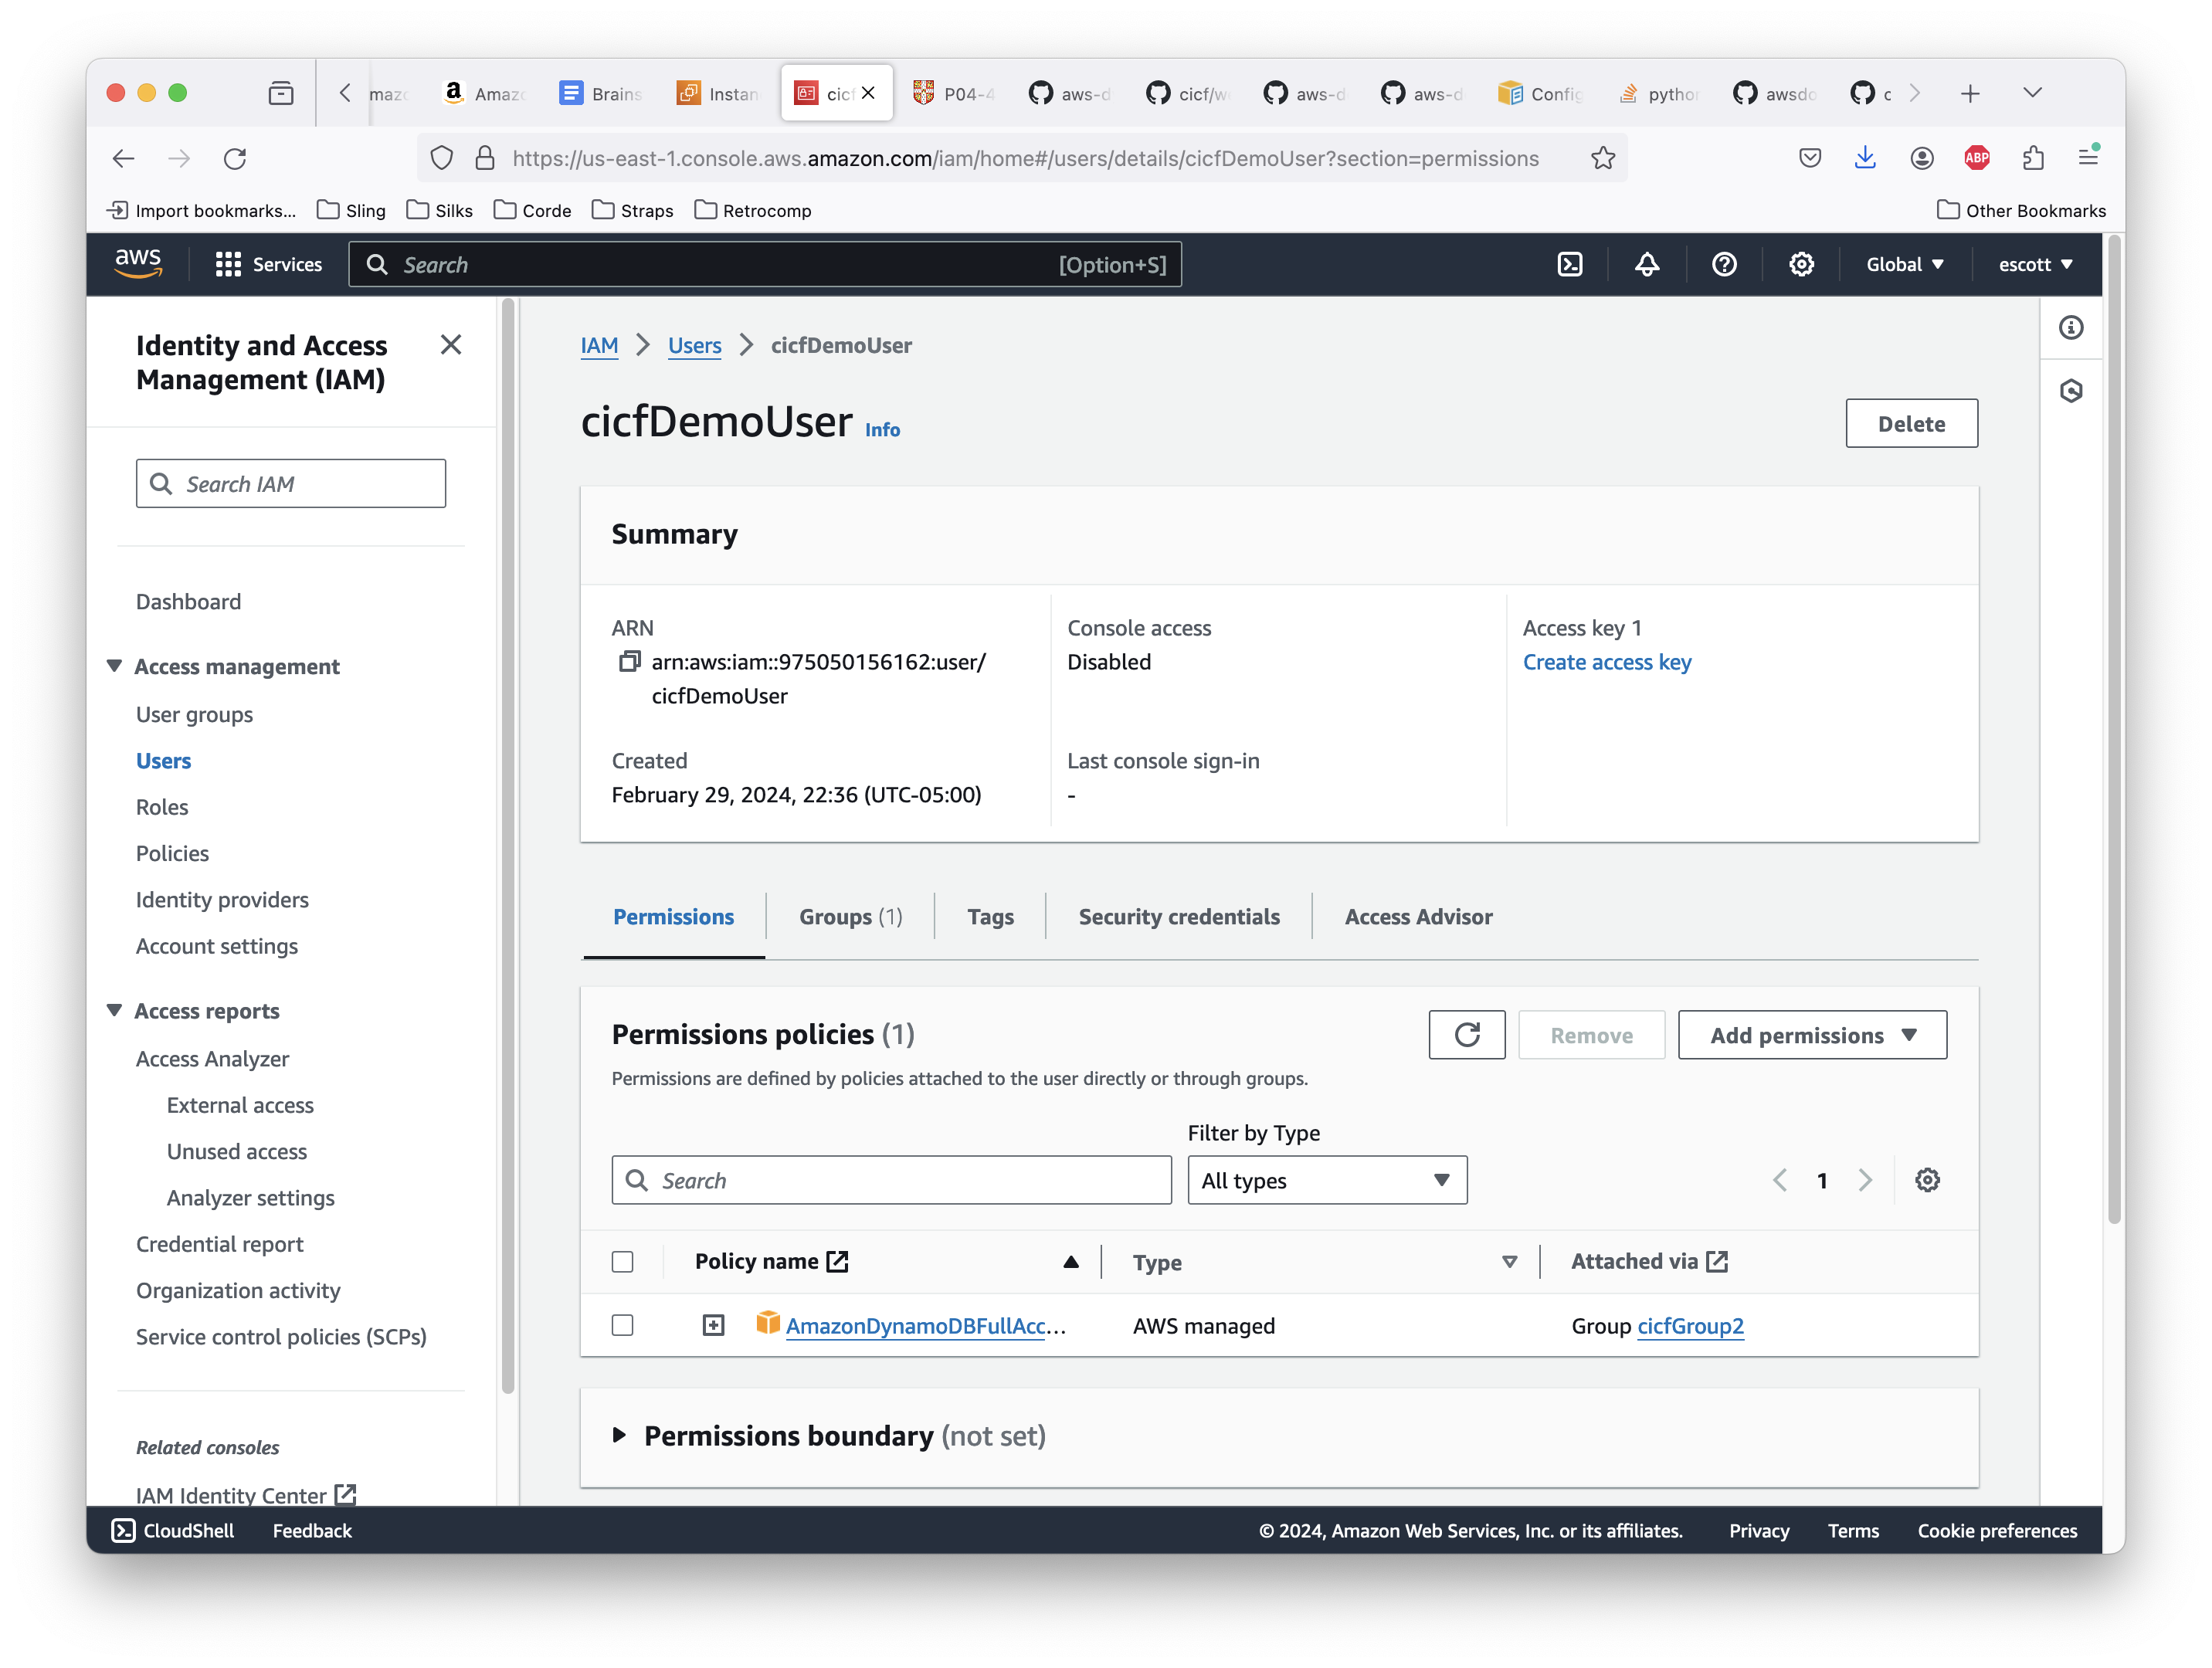 Amaz
Brains
Instan
cicf
P04-4
aws-d
cicf/w
aws-d
aws-d
Config
python
awsdo
c
https://us-east-1.console.aws.amazon.com/iam/home#/users/details/cicfDemoUser?section=permissions
ABP
Import bookmarks...
Sling
Silks
Corde
Straps
Retrocomp
Other Bookmarks
aws
Services
Search
[Option+S]
Global
escott
Identity and Access
Management (IAM)
Search IAM
Dashboard
Access management
User groups
Users
Roles
Policies
Identity providers
Account settings
Access reports
Access Analyzer
External access
Unused access
Analyzer settings
Credential report
Organization activity
Service control policies (SCPs)
Related consoles
IAM Identity Center
IAM > Users > cicfDemoUser
cicfDemoUser Info
Delete
Summary
ARN
arn:aws:iam::975050156162:user/
cicfDemoUser
Console access
Disabled
Access key 1
Create access key
Created
February 29, 2024, 22:36 (UTC-05:00)
Last console sign-in
-
Permissions
Groups (1)
Tags
Security credentials
Access Advisor
Permissions policies (1)
Remove
Add permissions
Permissions are defined by policies attached to the user directly or through groups.
Filter by Type
Search
All types
1
Policy name
Type
Attached via
AmazonDynamoDBFullAcc...
AWS managed
Group cicfGroup2
Permissions boundary (not set)
CloudShell
Feedback
© 2024, Amazon Web Services, Inc. or its affiliates.
Privacy
Terms
Cookie preferences